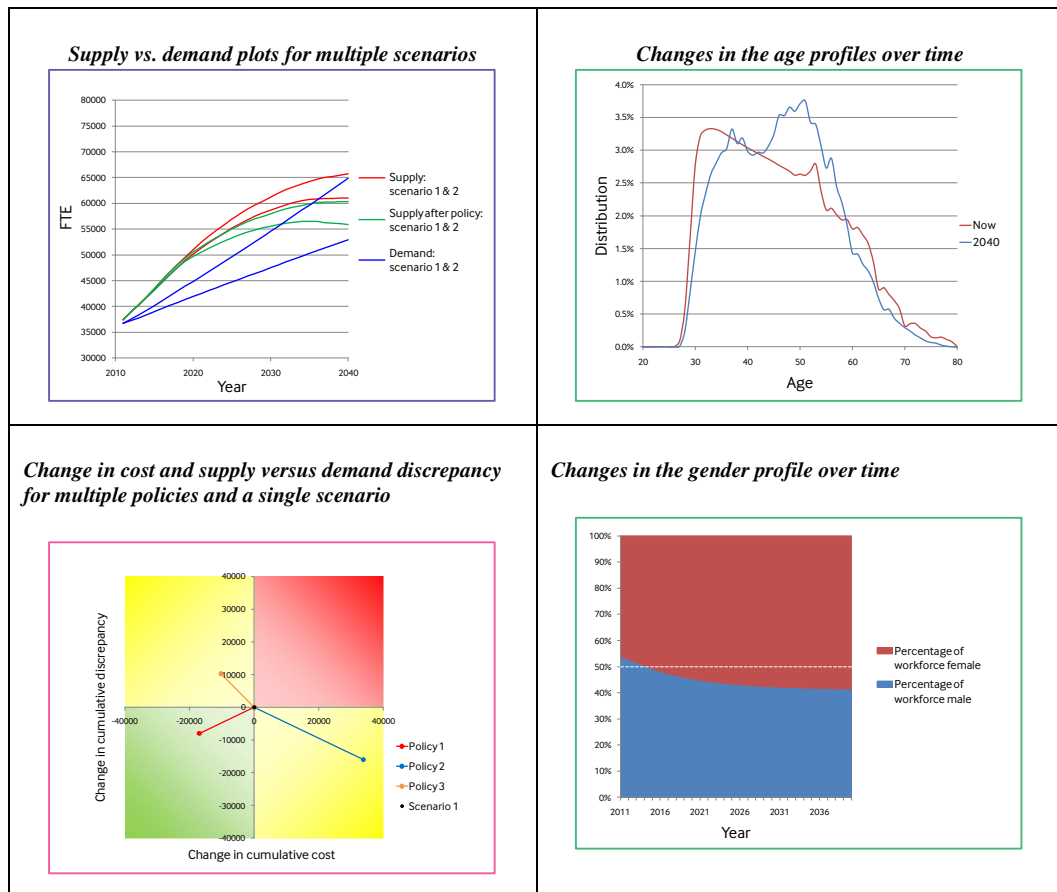 Supply vs. demand plots for multiple scenarios
80000
75000
70000
65000
60000
55000
50000
45000
40000
35000
30000
FTE
2010
2020
2030
2040
Year
Supply:
scenario 1 & 2
Supply after policy:
scenario 1 & 2
Demand:
scenario 1 & 2
Changes in the age profiles over time
4.0%
3.5%
3.0%
2.5%
2.0%
1.5%
1.0%
0.5%
0.0%
Distribution
20
30
40
50
60
70
80
Age
Now
2040
Change in cost and supply versus demand discrepancy
for multiple policies and a single scenario
40000
30000
20000
10000
0
-10000
-20000
-30000
-40000
Change in cumulative discrepancy
-40000
-20000
0
20000
40000
Change in cumulative cost
Policy 1
Policy 2
Policy 3
Scenario 1
Changes in the gender profile over time
100%
90%
80%
70%
60%
50%
40%
30%
20%
10%
0%
2011
2016
2021
2026
2031
2036
Year
Percentage of
workforce female
Percentage of
workforce male